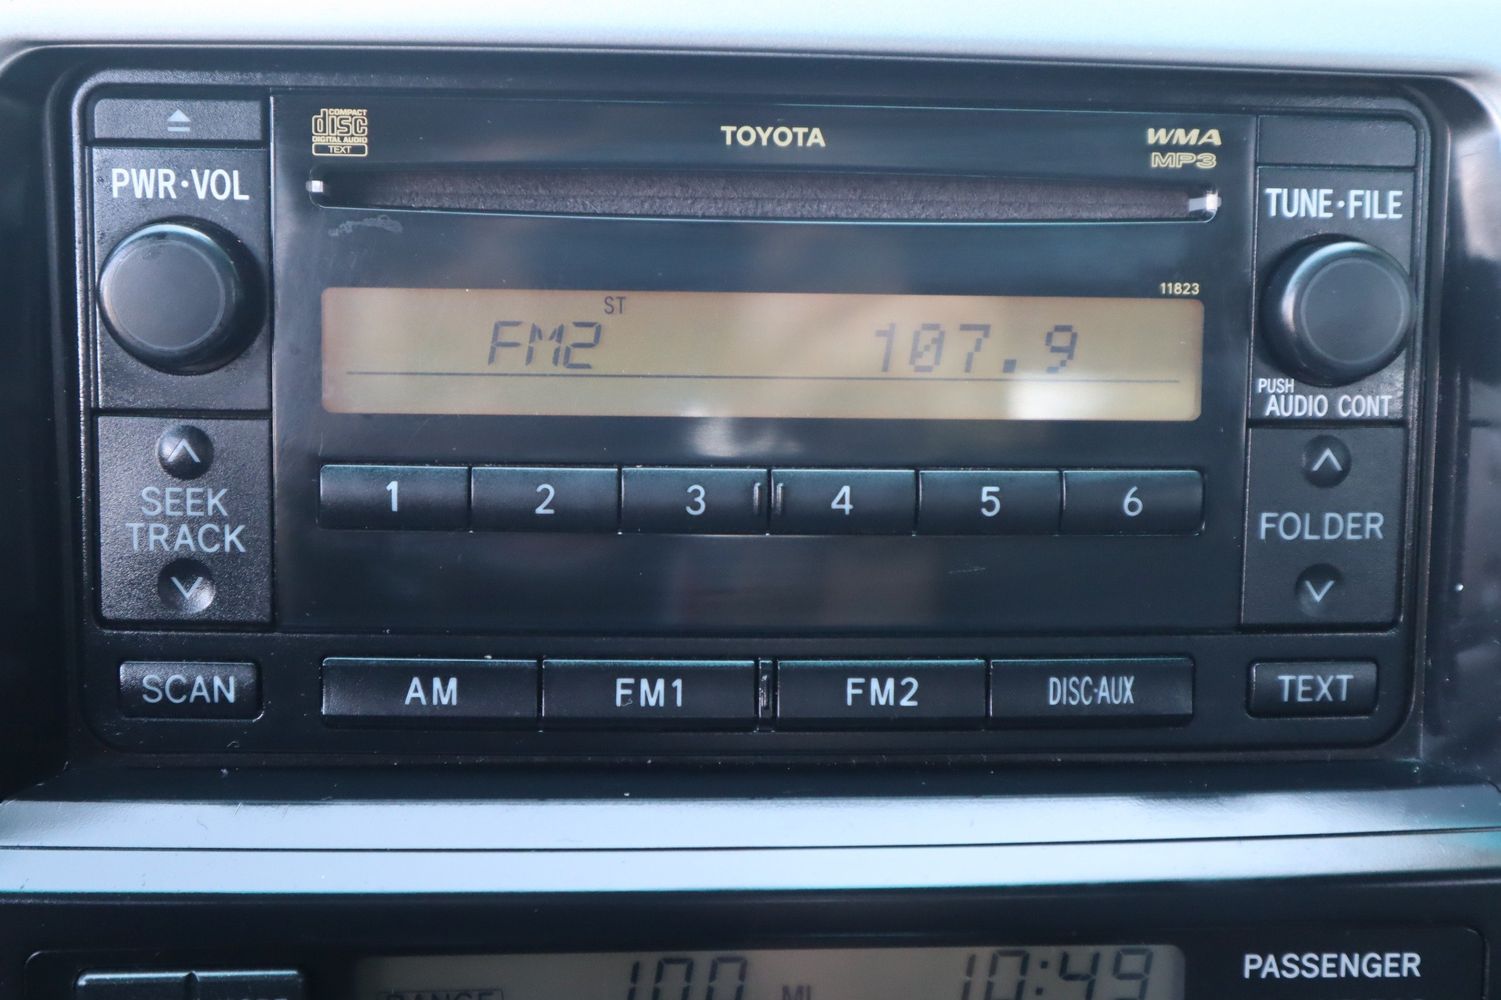 COMPACT
disc
DIGITAL AUDIO
TEXT
TOYOTA
WMA
MP3
PWR·VOL
TUNE·FILE
11823
ST
FM2 107.9
PUSH
AUDIO CONT
1 2 3 4 5 6
SEEK
TRACK
FOLDER
SCAN
AM
FM1
FM2
DISC·AUX
TEXT
PASSENGER
RANGE 100 MI 10:49